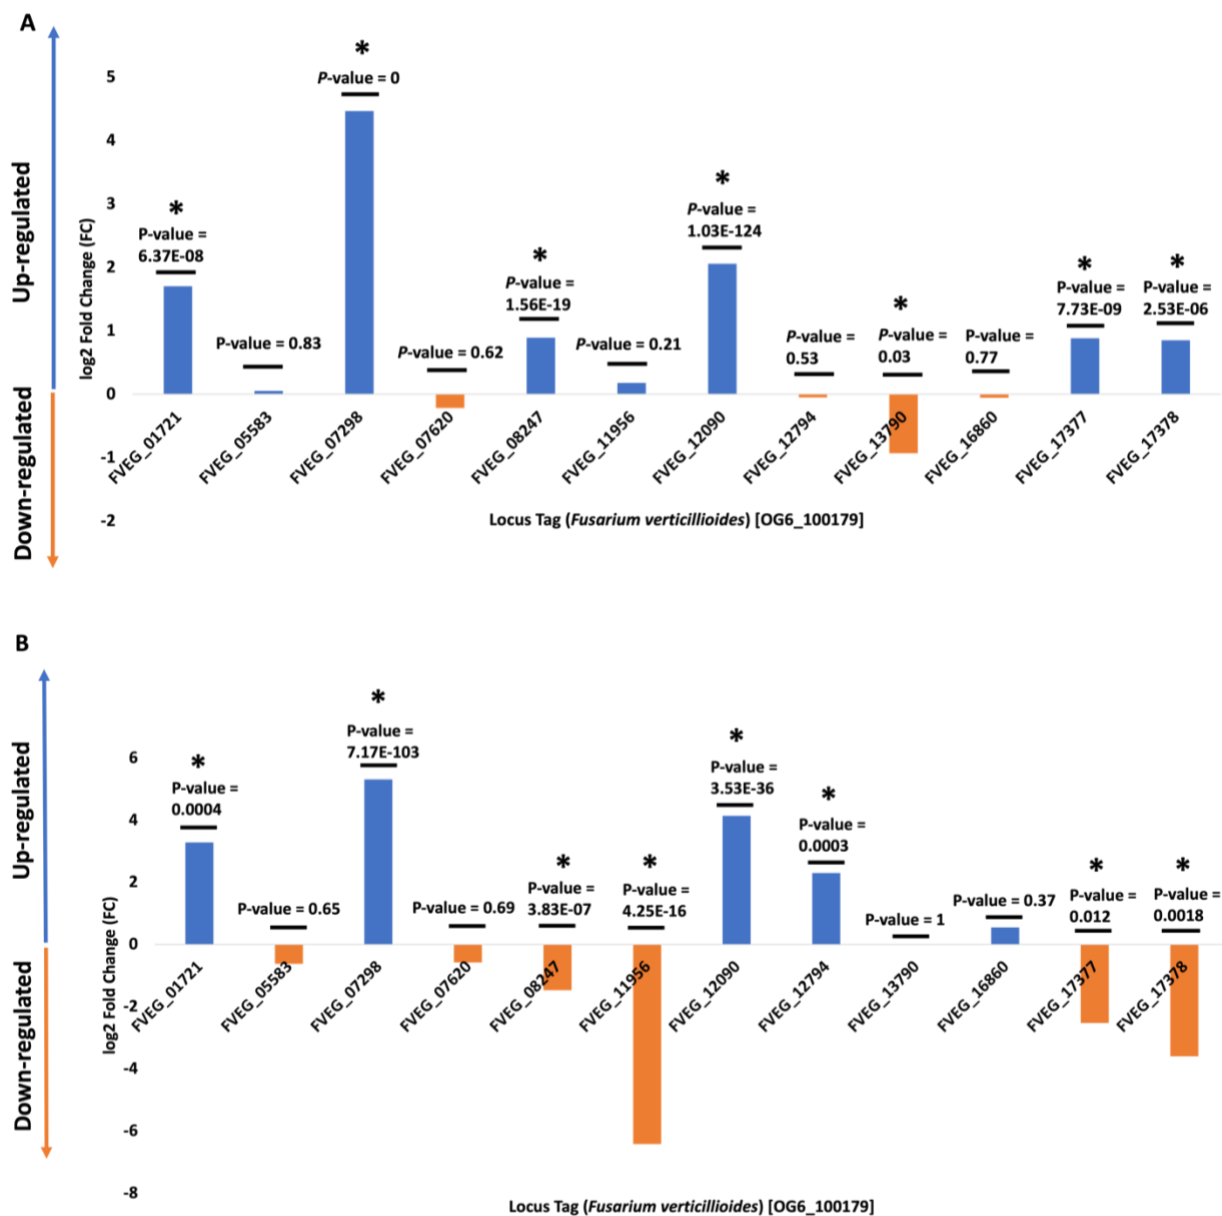 A
Up-regulated
Down-regulated
log2 Fold Change (FC)
5
4
3
2
1
0
-1
-2
*
P-value =
6.37E-08
P-value = 0.83
*
P-value = 0
P-value = 0.62
*
P-value =
1.56E-19
P-value = 0.21
*
P-value =
1.03E-124
P-value =
0.53
*
P-value =
0.03
P-value =
0.77
*
P-value =
7.73E-09
*
P-value =
2.53E-06
FVEG_01721
FVEG_05583
FVEG_07298
FVEG_07620
FVEG_08247
FVEG_11956
FVEG_12090
FVEG_12794
FVEG_13790
FVEG_16860
FVEG_17377
FVEG_17378
Locus Tag (Fusarium verticillioides) [OG6_100179]
B
Up-regulated
Down-regulated
log2 Fold Change (FC)
6
4
2
0
-2
-4
-6
-8
*
P-value =
0.0004
P-value = 0.65
*
P-value =
7.17E-103
P-value = 0.69
*
P-value =
3.83E-07
*
P-value =
4.25E-16
*
P-value =
3.53E-36
*
P-value =
0.0003
P-value = 1
P-value = 0.37
*
P-value =
0.012
*
P-value =
0.0018
FVEG_01721
FVEG_05583
FVEG_07298
FVEG_07620
FVEG_08247
FVEG_11956
FVEG_12090
FVEG_12794
FVEG_13790
FVEG_16860
FVEG_17377
FVEG_17378
Locus Tag (Fusarium verticillioides) [OG6_100179]